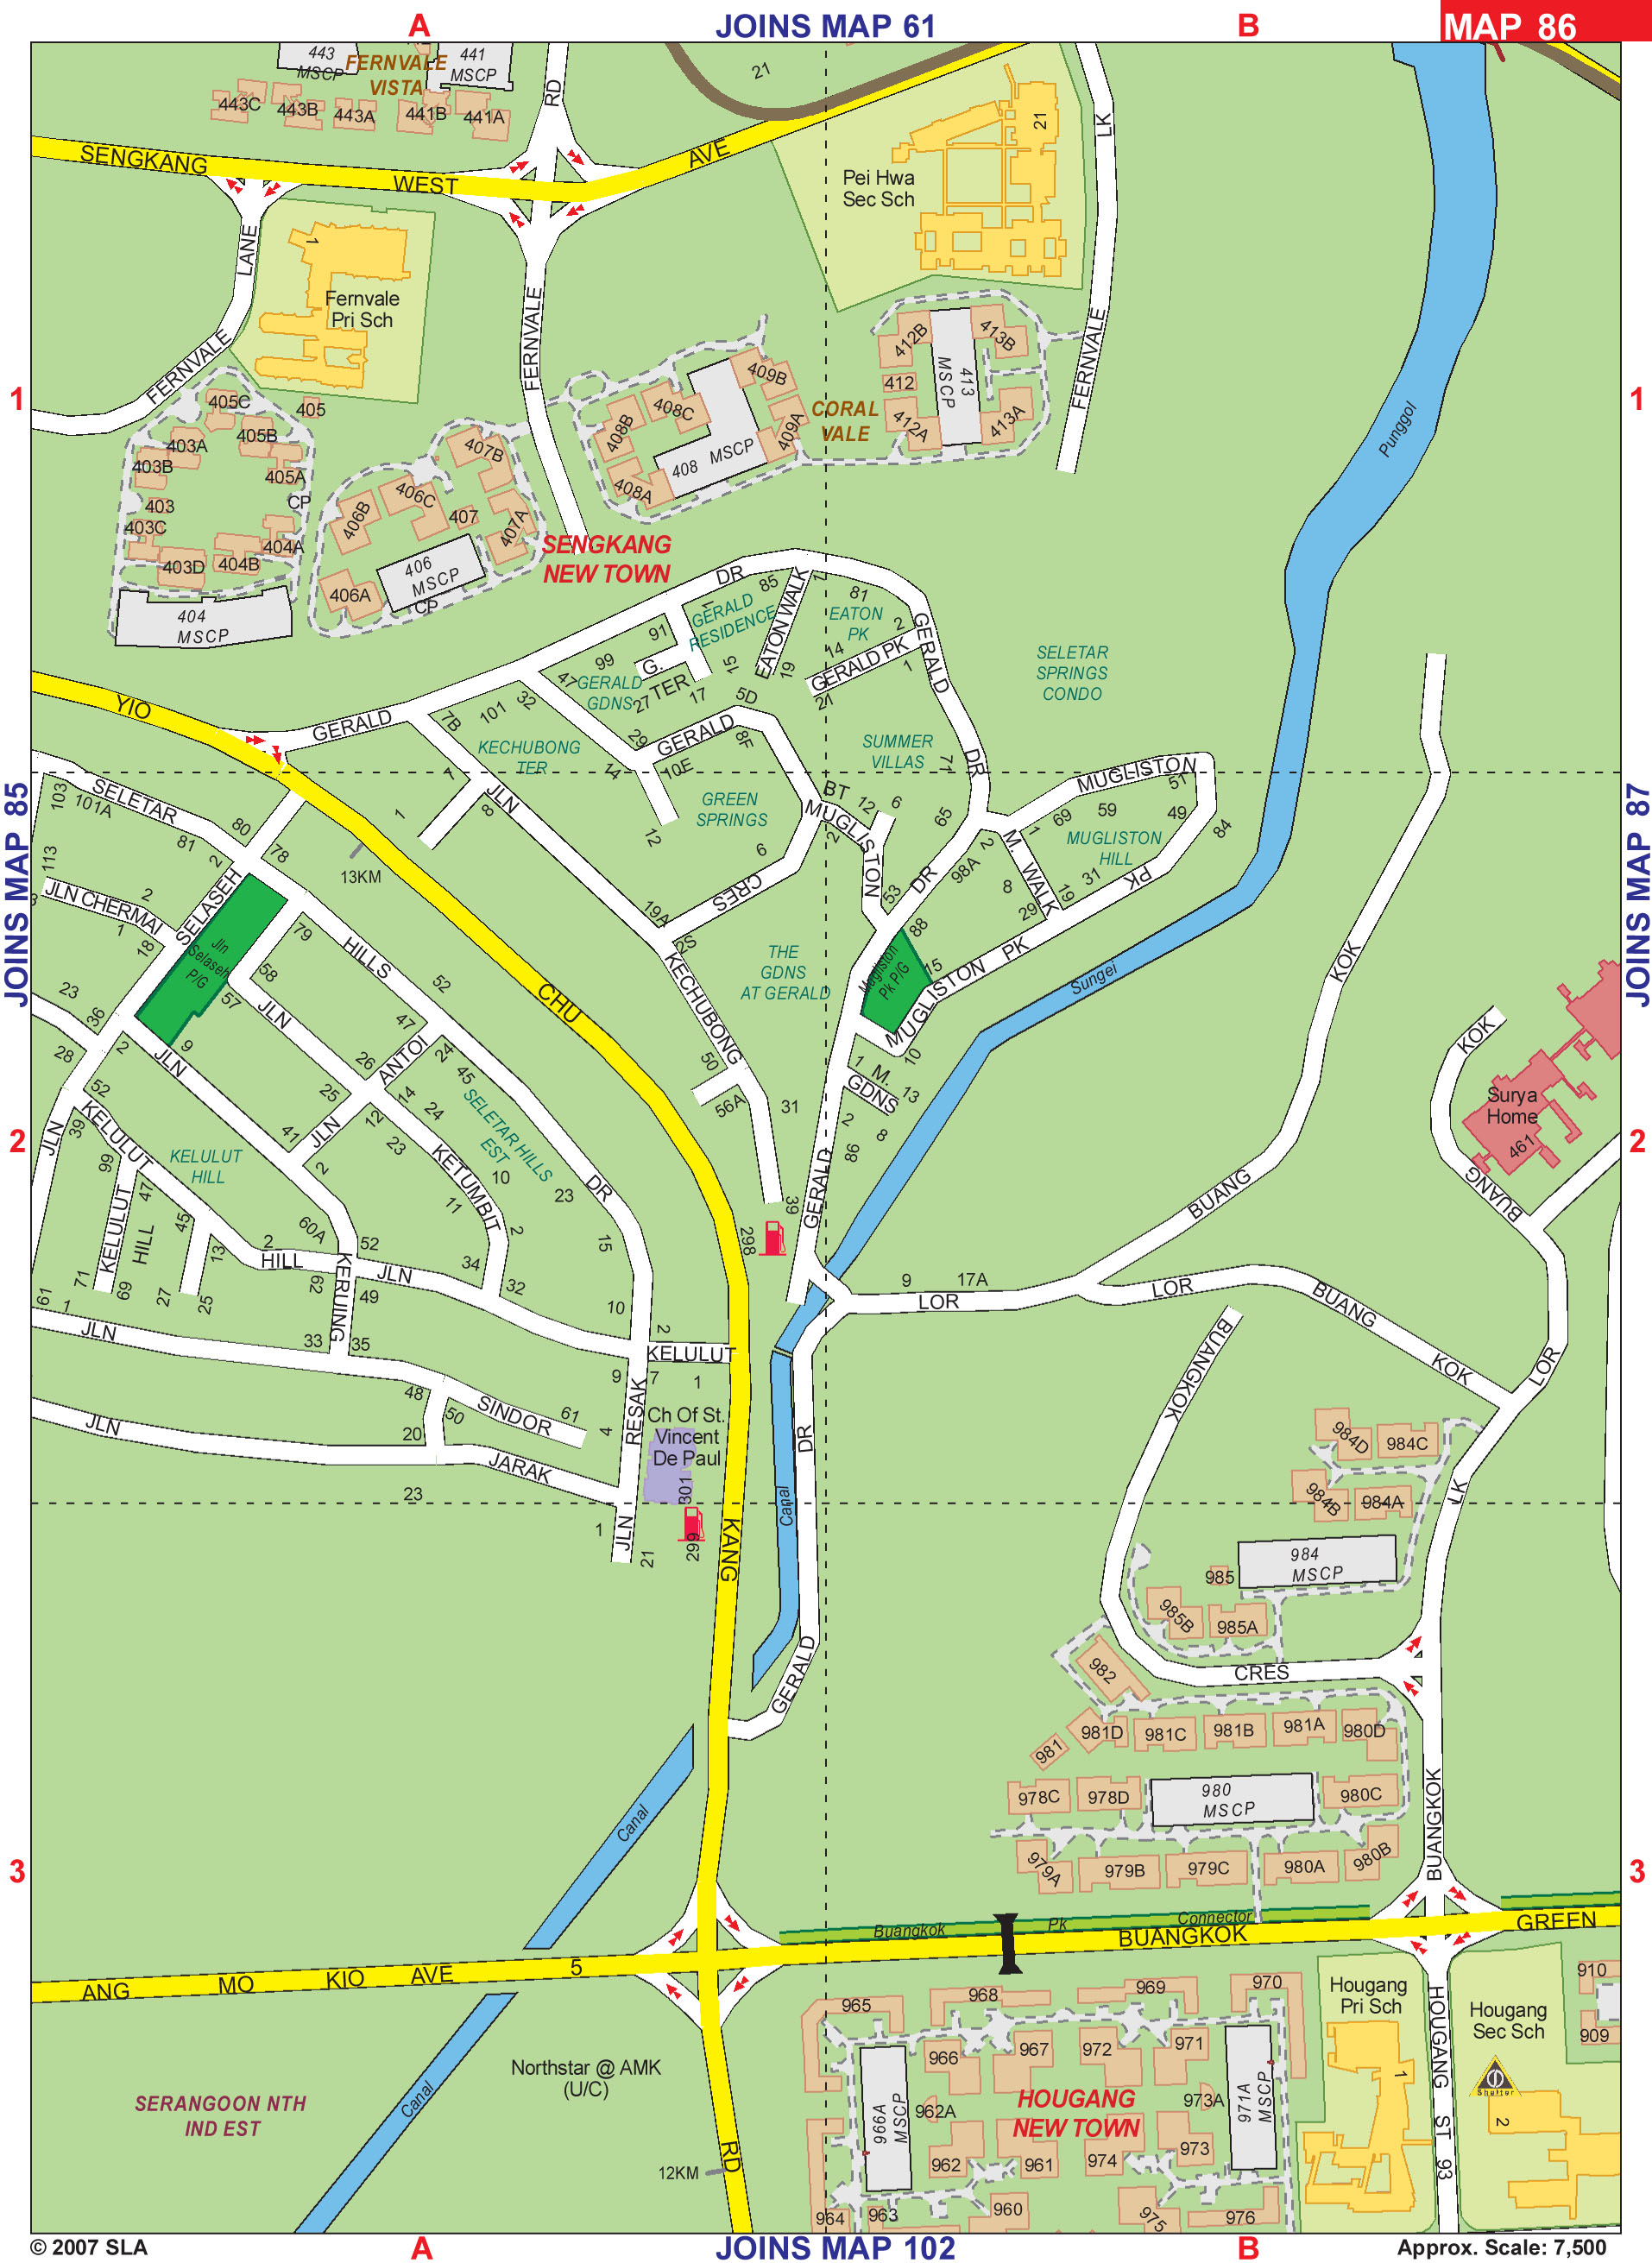 A
JOINS MAP 61
B
MAP 86
443
MSCP
FERNVALE
VISTA
441
MSCP
443C
443B
443A
441B
441A
RD
21
21
LK
SENGKANG
WEST
AVE
Pei Hwa
Sec Sch
LANE
1
Fernvale
Pri Sch
FERNVALE
FERNVALE
FERNVALE
412B
413B
413
MSCP
412
412A
413A
409B
408C
408B
409A
408 MSCP
408A
CORAL
VALE
Punggol
1
1
405C
405
405B
403A
403B
405A
CP
403
403C
404A
403D
404B
404
MSCP
407B
406C
406B
407
407A
406
MSCP
406A
CP
SENGKANG
NEW TOWN
DR
85
1
81
GERALD
RESIDENCE
EATON WALK
EATON
PK
2
14
GERALD PK
1
21
GERALD
91
1
15
19
G.
TER
99
47
GERALD
GDNS
27
17
5D
SELETAR
SPRINGS
CONDO
YIO
GERALD
7B
101
32
29
GERALD
8F
KECHUBONG
TER
14
10E
SUMMER
VILLAS
71
DR
MUGLISTON
51
JOINS MAP 85
JOINS MAP 87
103
101A
SELETAR
81
80
2
78
1
7
8
JLN
12
GREEN
SPRINGS
6
BT
12
6
MUGLISTON
2
65
69
59
49
84
MUGLISTON
HILL
1
2
M. WALK
98A
8
19
31
PK
29
13KM
113
JLN CHERMAI
2
1
18
SELASEH
Jln
Selaseh
P/G
79
HILLS
58
57
52
19A
CRES
2S
53
DR
88
Mugliston
Pk P/G
15
MUGLISTON PK
THE
GDNS
AT GERALD
KECHUBONG
Sungei
KOK
KOK
23
36
28
2
9
JLN
JLN
47
ANTOI
24
45
26
25
14
12
24
23
CHU
50
56A
31
10
1
M.
GDNS
13
2
8
86
Surya
Home
461
2
2
52
39
JLN
KELULUT
99
KELULUT
HILL
41
JLN
2
KETUMBIT
SELETAR HILLS
EST
10
11
23
DR
2
47
KELULUT
HILL
45
13
60A
2
HILL
52
JLN
62
KERUING
49
34
32
15
10
71
69
27
25
61
1
298
39
GERALD
9
17A
LOR
BUANG
LOR
BUANG
BUANG
KOK
LOR
JLN
33
35
2
KELULUT
9
7
1
BUANGKOK
JLN
48
20
50
SINDOR
61
4
RESAK
Ch Of St.
Vincent
De Paul
301
DR
JARAK
23
1
JLN
21
299
KANG
Canal
984D
984C
984B
984A
LK
984
MSCP
985
985B
985A
982
CRES
GERALD
981D
981C
981B
981A
980D
981
978C
978D
980
MSCP
980C
979A
979B
979C
980A
980B
BUANGKOK
Canal
3
3
Buangkok Pk Connector
BUANGKOK
GREEN
ANG MO KIO AVE 5
965
968
969
970
966
967
972
971
966A
MSCP
962A
973A
971A
MSCP
HOUGANG
NEW TOWN
962
961
974
973
964
963
960
975
976
Hougang
Pri Sch
1
HOUGANG ST 93
Hougang
Sec Sch
Shelter
2
910
909
Northstar @ AMK
(U/C)
SERANGOON NTH
IND EST
Canal
12KM
RD
© 2007 SLA
A
JOINS MAP 102
B
Approx. Scale: 7,500